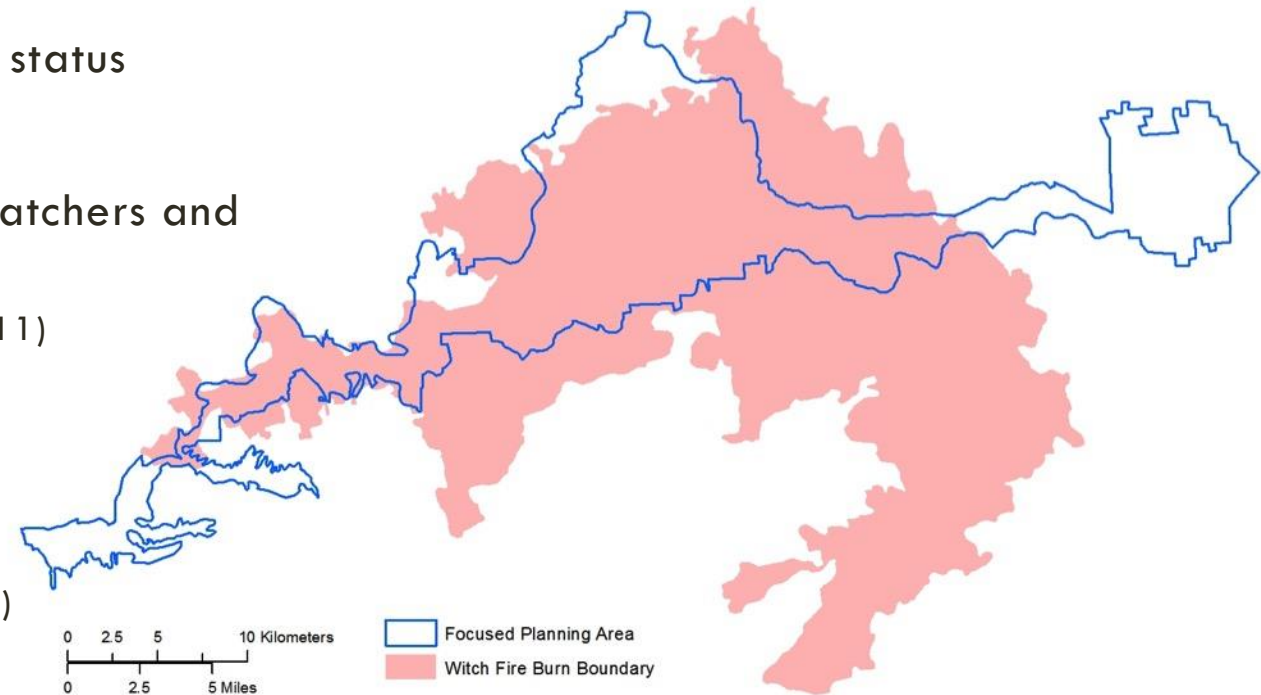 status
atchers and
11)
)
0 2.5 5 10 Kilometers
0 2.5 5 Miles
Focused Planning Area
Witch Fire Burn Boundary